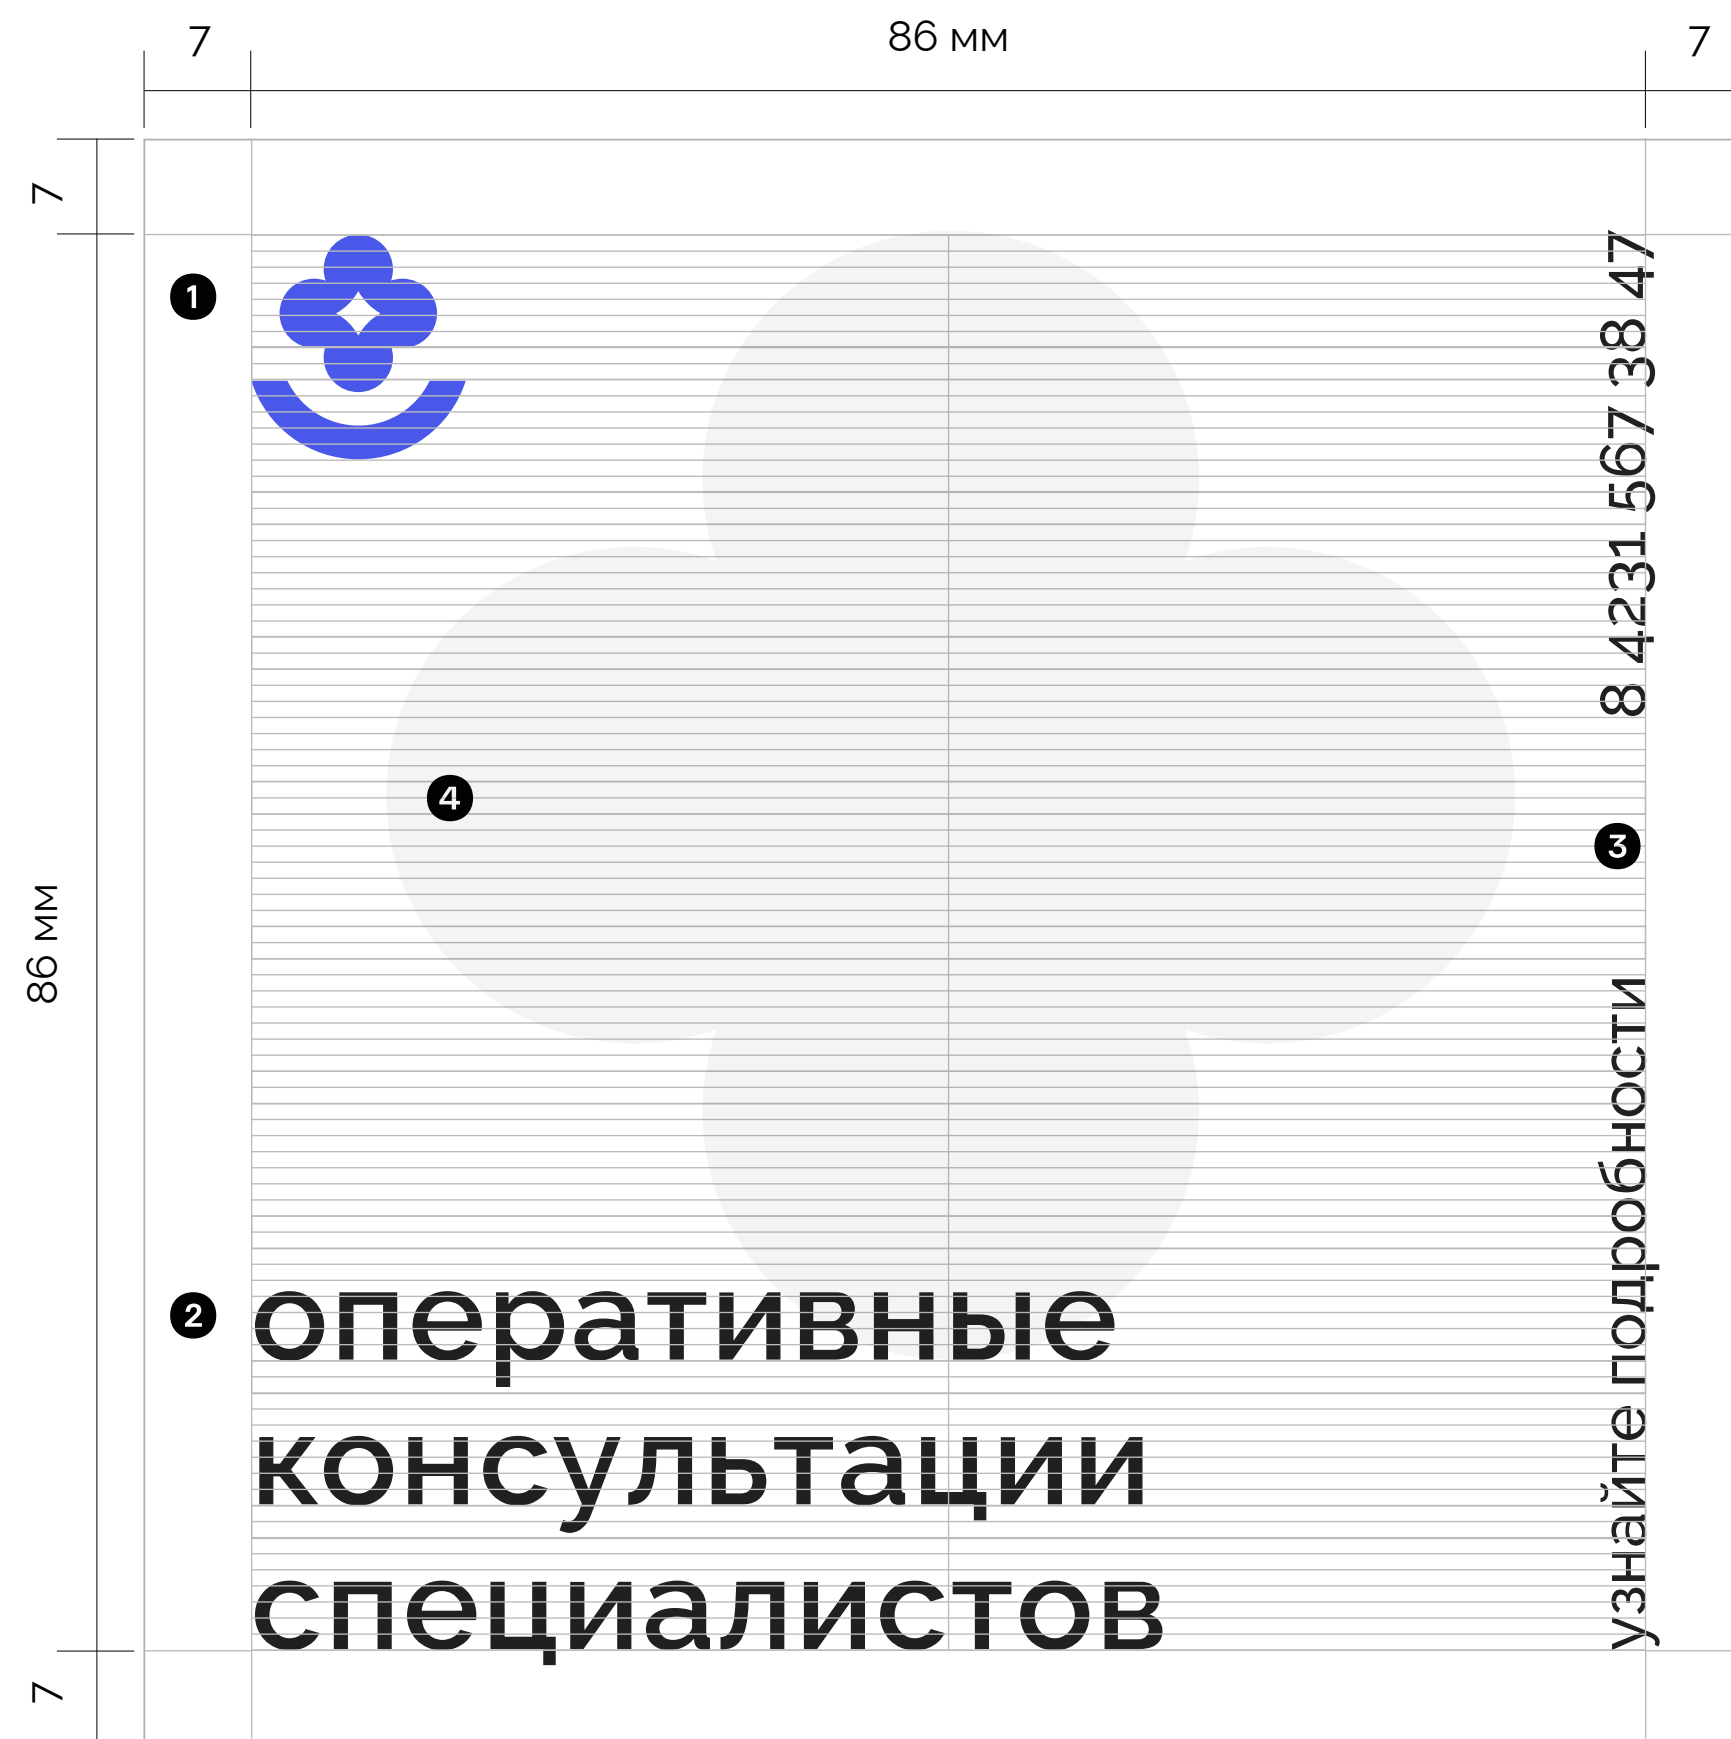 7 86 мм 7
7
1
8 4231 567 38 47
4
3
86 мм
узнайте подробности
2
оперативные
консультации
специалистов
7